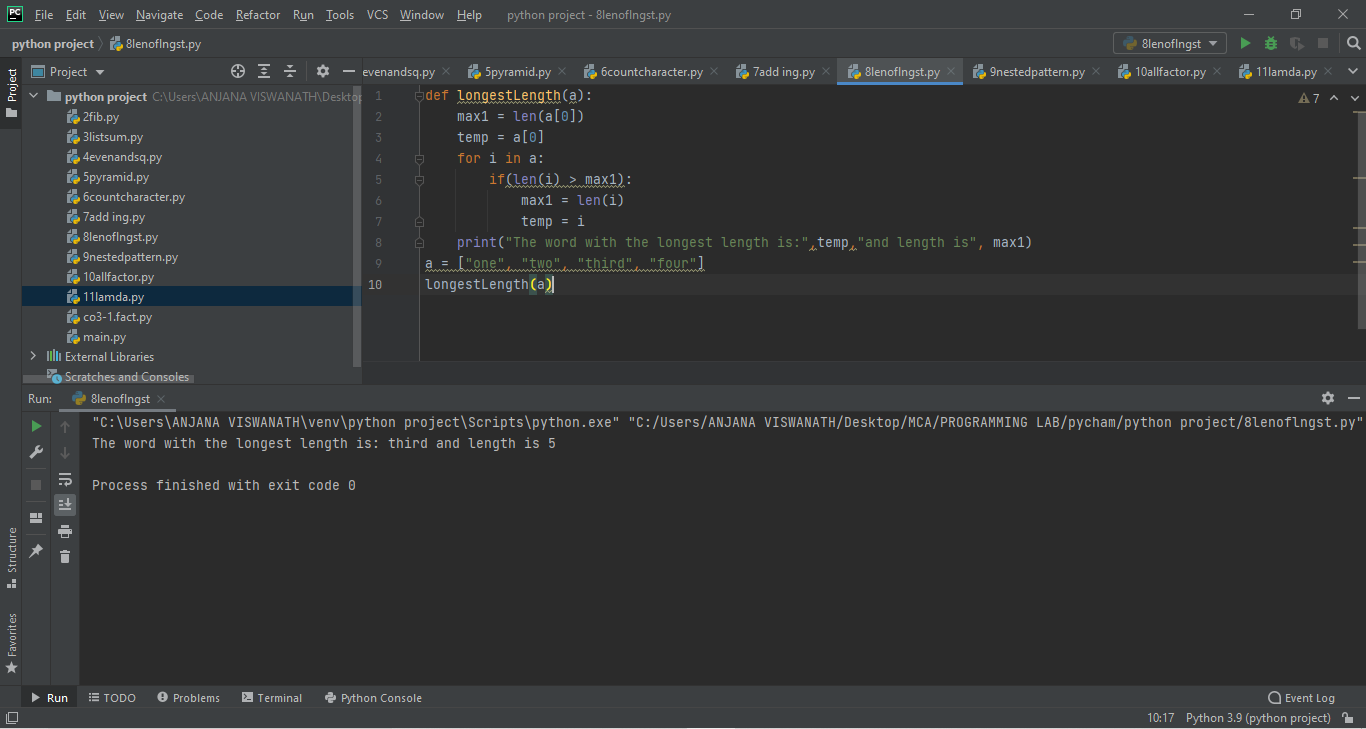 PC File Edit View Navigate Code Refactor Run Tools VCS Window Help python project - 8lenoflngst.py
python project 8lenoflngst.py 8lenoflngst
Project
Project evenandsq.py 5pyramid.py 6countcharacter.py 7add ing.py 8lenoflngst.py 9nestedpattern.py 10allfactor.py 11lamda.py
python project C:\Users\ANJANA VISWANATH\Deskto
2fib.py
3listsum.py
4evenandsq.py
5pyramid.py
6countcharacter.py
7add ing.py
8lenoflngst.py
9nestedpattern.py
10allfactor.py
11lamda.py
co3-1.fact.py
main.py
External Libraries
Scratches and Consoles
1 def longestLength(a):
2 max1 = len(a[0])
3 temp = a[0]
4 for i in a:
5 if(len(i) > max1):
6 max1 = len(i)
7 temp = i
8 print("The word with the longest length is:",temp,"and length is", max1)
9 a = ["one", "two", "third", "four"]
10 longestLength(a)
7
Run: 8lenoflngst
"C:\Users\ANJANA VISWANATH\venv\python project\Scripts\python.exe" "C:/Users/ANJANA VISWANATH/Desktop/MCA/PROGRAMMING LAB/pycham/python project/8lenoflngst.py"
The word with the longest length is: third and length is 5
Process finished with exit code 0
Structure
Favorites
Run TODO Problems Terminal Python Console Event Log
10:17 Python 3.9 (python project)